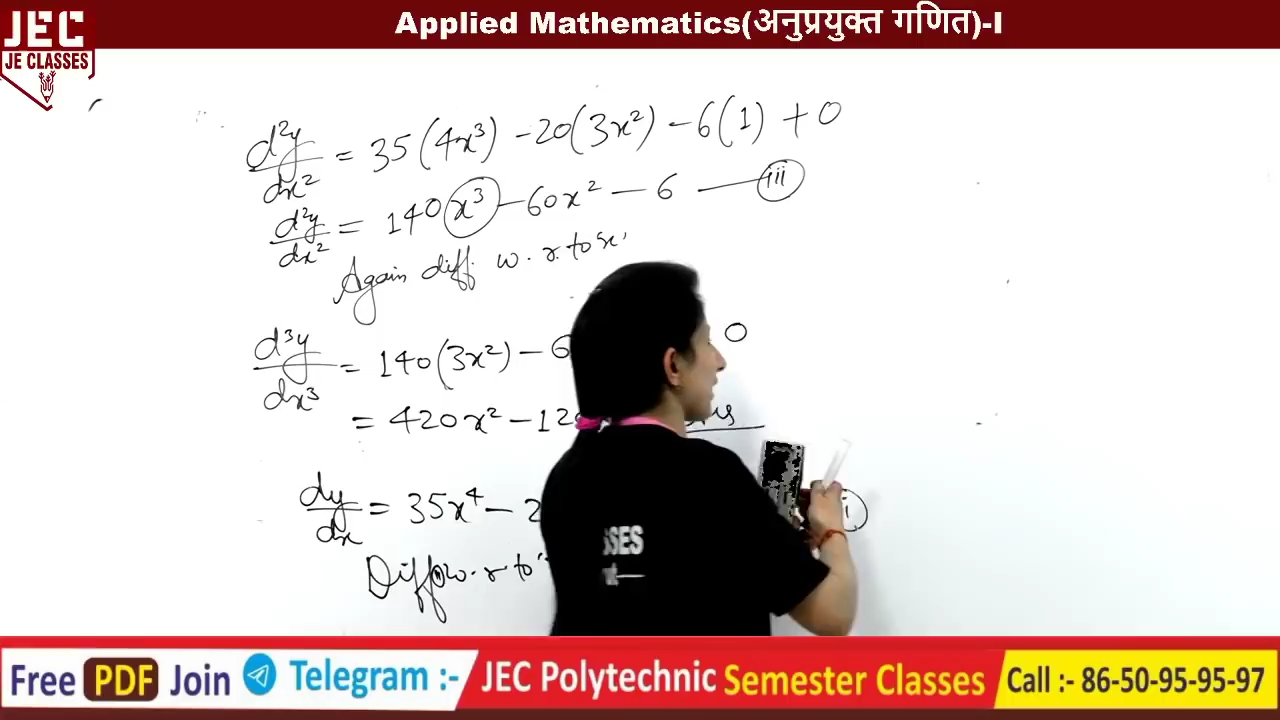 Applied Mathematics(अनुप्रयुक्त गणित)-I
JEC
JE CLASSES
d²y/dx² = 35(4x³) - 20(3x²) - 6(1) + 0
d²y/dx² = 140x³ - 60x² - 6 — iii
Again diff w.r.to 'x'
d³y/dx³ = 140(3x²) - 6 0
= 420x² - 12
dy/dx = 35x⁴ - 2
Diff w.r.to '
SSES
Free PDF Join Telegram :- JEC Polytechnic Semester Classes Call :- 86-50-95-95-97